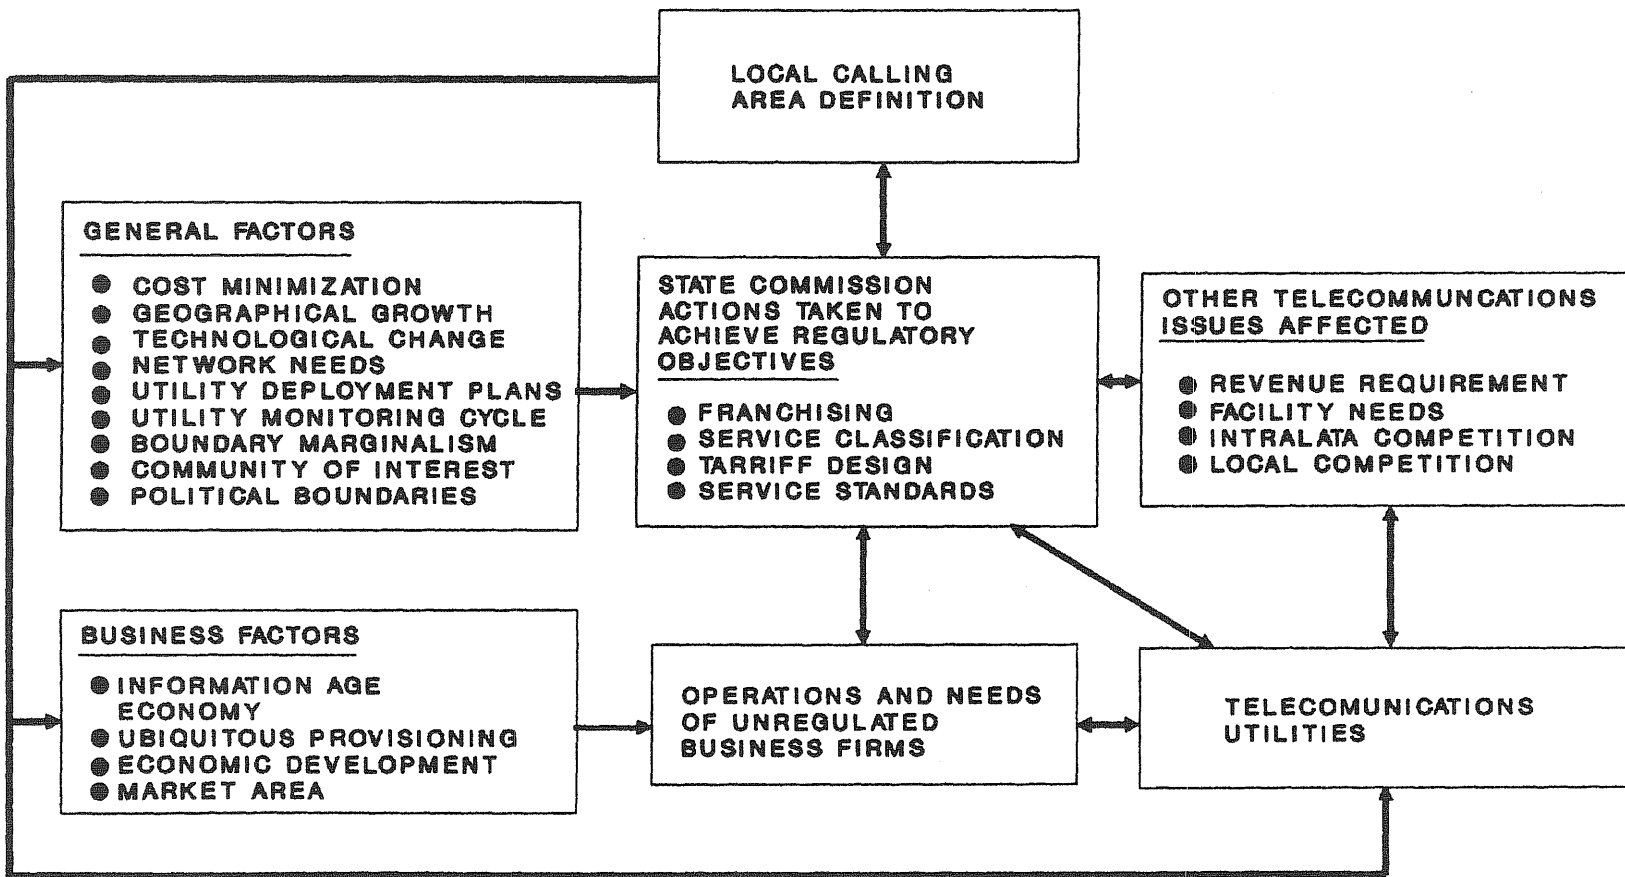 LOCAL CALLING
AREA DEFINITION
GENERAL FACTORS
● COST MINIMIZATION
● GEOGRAPHICAL GROWTH
● TECHNOLOGICAL CHANGE
● NETWORK NEEDS
● UTILITY DEPLOYMENT PLANS
● UTILITY MONITORING CYCLE
● BOUNDARY MARGINALISM
● COMMUNITY OF INTEREST
● POLITICAL BOUNDARIES
STATE COMMISSION
ACTIONS TAKEN TO
ACHIEVE REGULATORY
OBJECTIVES
● FRANCHISING
● SERVICE CLASSIFICATION
● TARRIFF DESIGN
● SERVICE STANDARDS
OTHER TELECOMMUNCATIONS
ISSUES AFFECTED
● REVENUE REQUIREMENT
● FACILITY NEEDS
● INTRALATA COMPETITION
● LOCAL COMPETITION
BUSINESS FACTORS
● INFORMATION AGE
ECONOMY
● UBIQUITOUS PROVISIONING
● ECONOMIC DEVELOPMENT
● MARKET AREA
OPERATIONS AND NEEDS
OF UNREGULATED
BUSINESS FIRMS
TELECOMUNICATIONS
UTILITIES